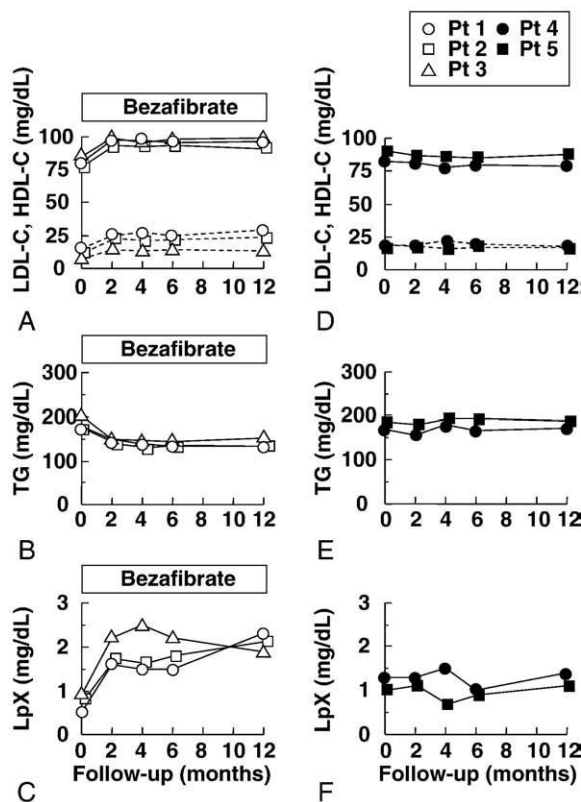 Pt 1 Pt 4
Pt 2 Pt 5
Pt 3
Bezafibrate
LDL-C, HDL-C (mg/dL)
100
75
50
25
0
0 2 4 6 8 10 12
A
LDL-C, HDL-C (mg/dL)
100
75
50
25
0
0 2 4 6 8 10 12
D
Bezafibrate
TG (mg/dL)
300
200
100
0
0 2 4 6 8 10 12
B
TG (mg/dL)
300
200
100
0
0 2 4 6 8 10 12
E
Bezafibrate
LpX (mg/dL)
3
2
1
0
0 2 4 6 8 10 12
Follow-up (months)
C
LpX (mg/dL)
3
2
1
0
0 2 4 6 8 10 12
Follow-up (months)
F